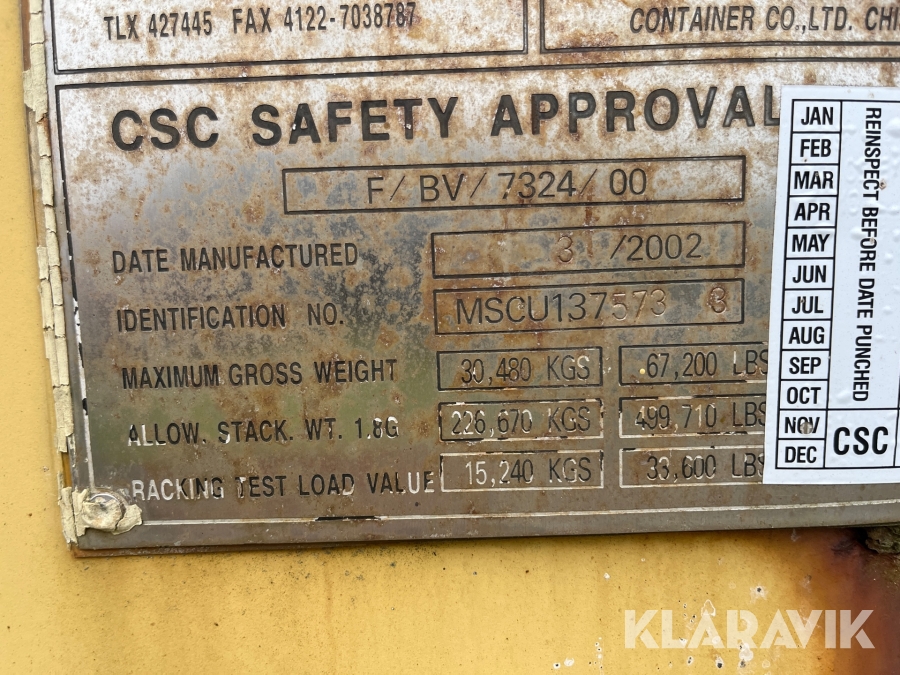 TLX 427445 FAX 4122-7038787
CONTAINER CO.,LTD. CHI
CSC SAFETY APPROVAL
F/BV/7324/00
DATE MANUFACTURED 3 /2002
IDENTIFICATION NO. MSCU137573 3
MAXIMUM GROSS WEIGHT 30,480 KGS 67,200 LBS
ALLOW. STACK. WT. 1.8G 226,670 KGS 499,710 LBS
RACKING TEST LOAD VALUE 15,240 KGS 33,600 LBS
JAN
FEB
MAR
APR
MAY
JUN
JUL
AUG
SEP
OCT
NOV
DEC
REINSPECT BEFORE DATE PUNCHED
CSC
KLARAVIK